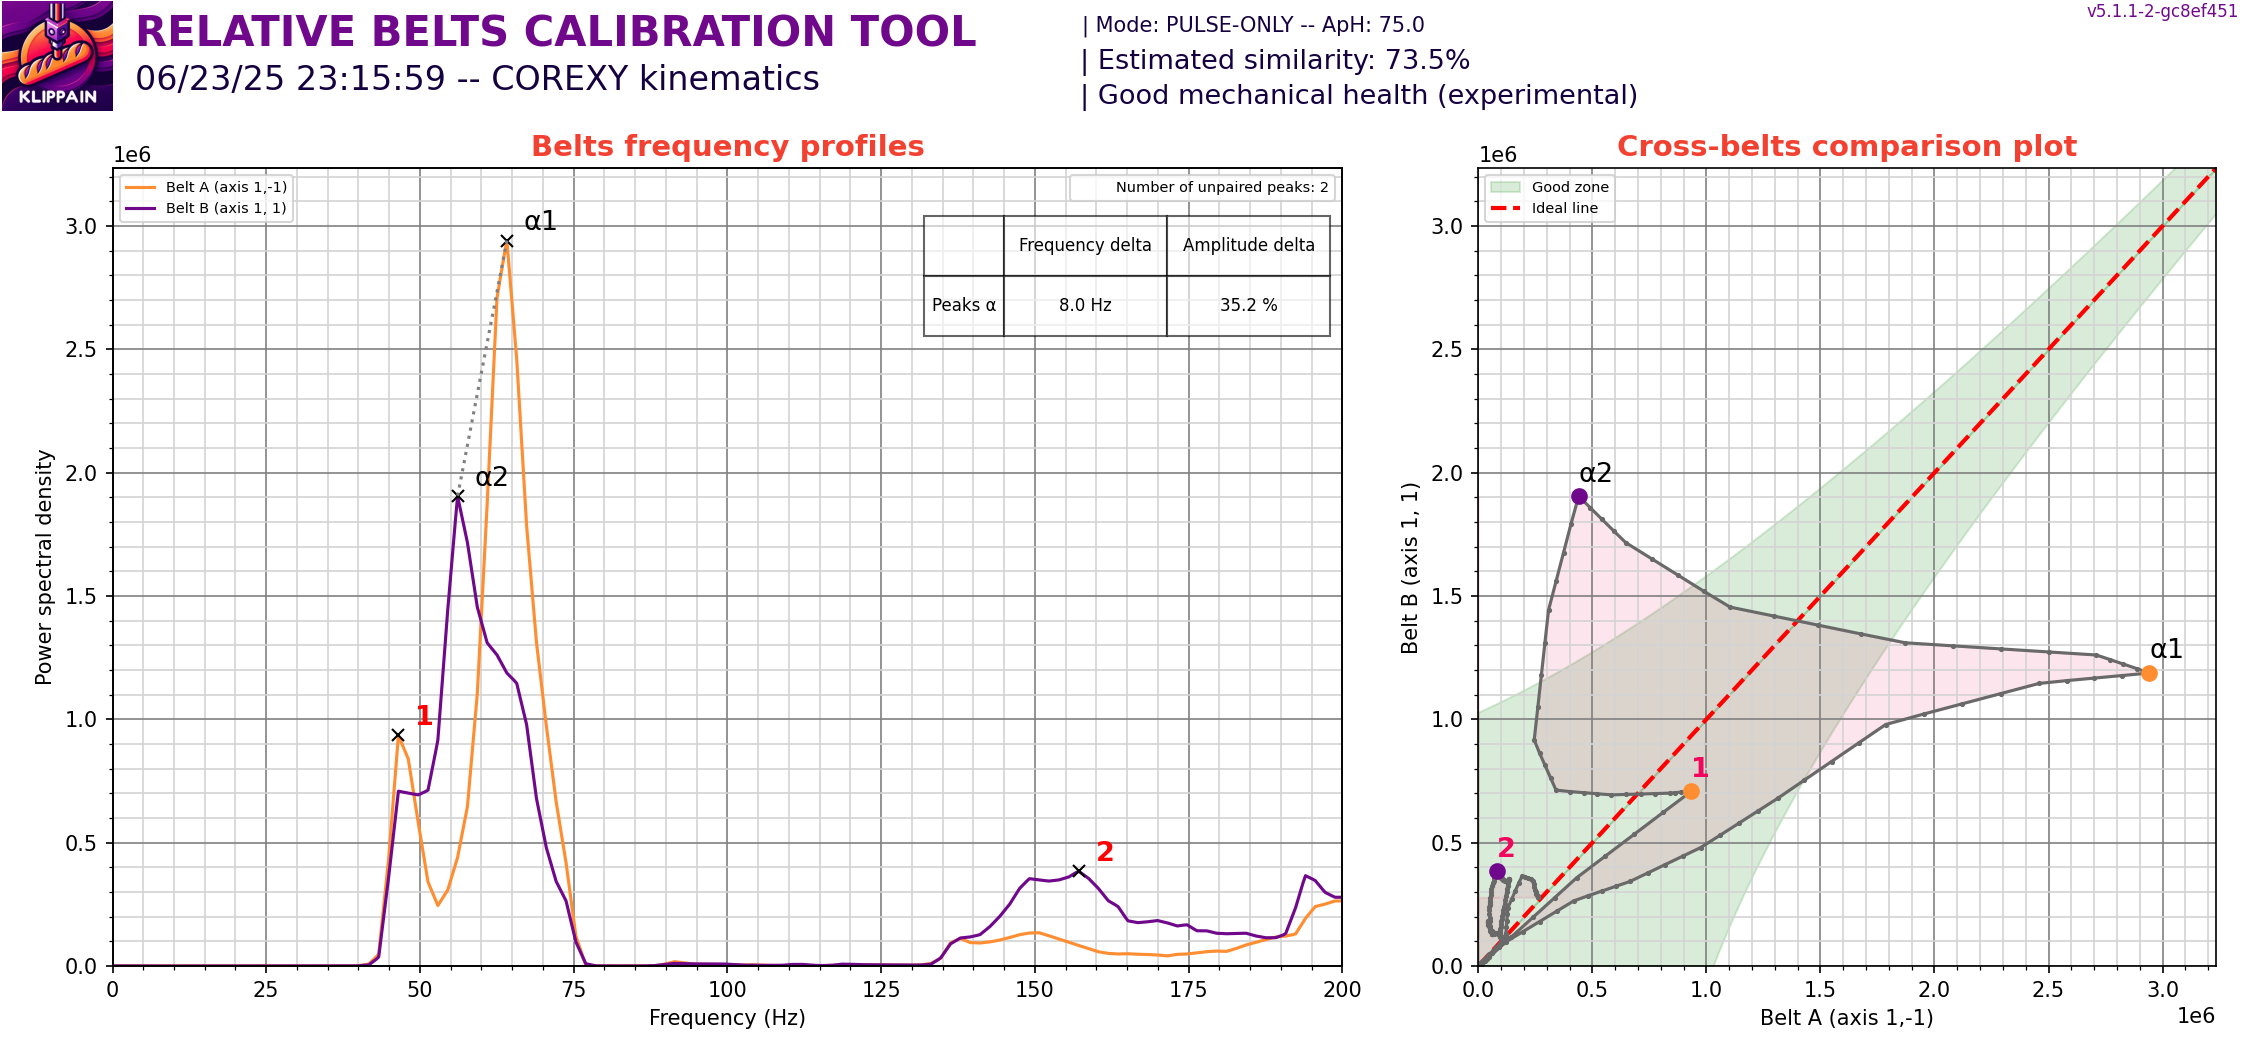 KLIPPAIN
RELATIVE BELTS CALIBRATION TOOL
06/23/25 23:15:59 -- COREXY kinematics
| Mode: PULSE-ONLY -- ApH: 75.0
| Estimated similarity: 73.5%
| Good mechanical health (experimental)
v5.1.1-2-gc8ef451
Belts frequency profiles
1e6
Belt A (axis 1,-1)
Belt B (axis 1, 1)
Number of unpaired peaks: 2
Frequency delta Amplitude delta
Peaks α 8.0 Hz 35.2 %
α1
α2
1
2
3.0
2.5
2.0
1.5
1.0
0.5
0.0
Power spectral density
0 25 50 75 100 125 150 175 200
Frequency (Hz)
Cross-belts comparison plot
1e6
Good zone
Ideal line
α2
α1
1
2
3.0
2.5
2.0
1.5
1.0
0.5
0.0
Belt B (axis 1, 1)
0.0 0.5 1.0 1.5 2.0 2.5 3.0
Belt A (axis 1,-1)
1e6